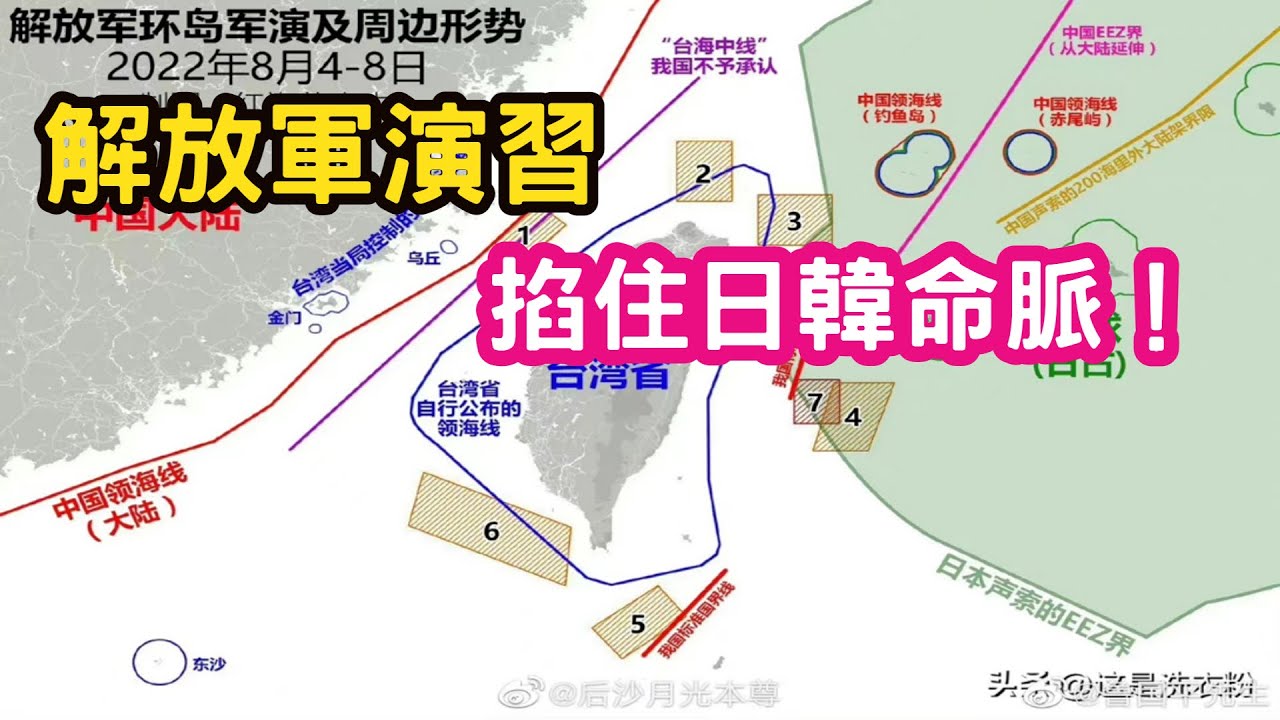 解放军环岛军演及周边形势
2022年8月4-8日
解放軍演習
掐住日韓命脈！
中国大陆
“台海中线”
我国不予承认
中国EEZ界
（从大陆延伸）
中国领海线
（钓鱼岛）
中国领海线
（赤尾屿）
中国声索的200海里外大陆架界限
台湾当局控制的
乌丘
金门
1
2
3
台湾省
台湾省
自行公布的
领海线
7
4
中国领海线
（大陆）
6
5
我国标准国界线
日本声索的EEZ界
东沙
@后沙月光本尊
头条@这是洗衣粉